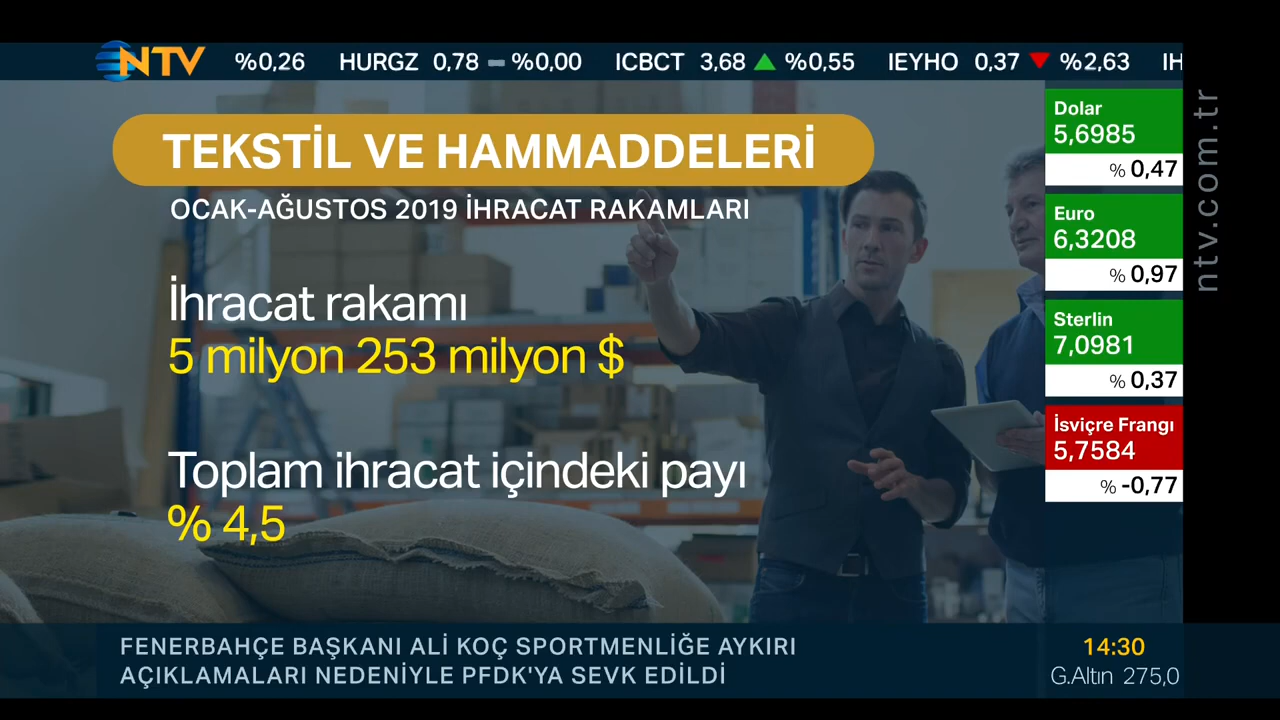 NTV %0,26 HURGZ 0,78 %0,00 ICBCT 3,68 %0,55 IEYHO 0,37 %2,63 IH
TEKSTİL VE HAMMADDELERİ
OCAK-AĞUSTOS 2019 İHRACAT RAKAMLARI
İhracat rakamı
5 milyon 253 milyon $
Toplam ihracat içindeki payı
% 4,5
Dolar
5,6985
% 0,47
Euro
6,3208
% 0,97
Sterlin
7,0981
% 0,37
İsviçre Frangı
5,7584
% -0,77
ntv.com.tr
FENERBAHÇE BAŞKANI ALİ KOÇ SPORTMENLİĞE AYKIRI
AÇIKLAMALARI NEDENİYLE PFDK'YA SEVK EDİLDİ
14:30
G.Altın 275,0